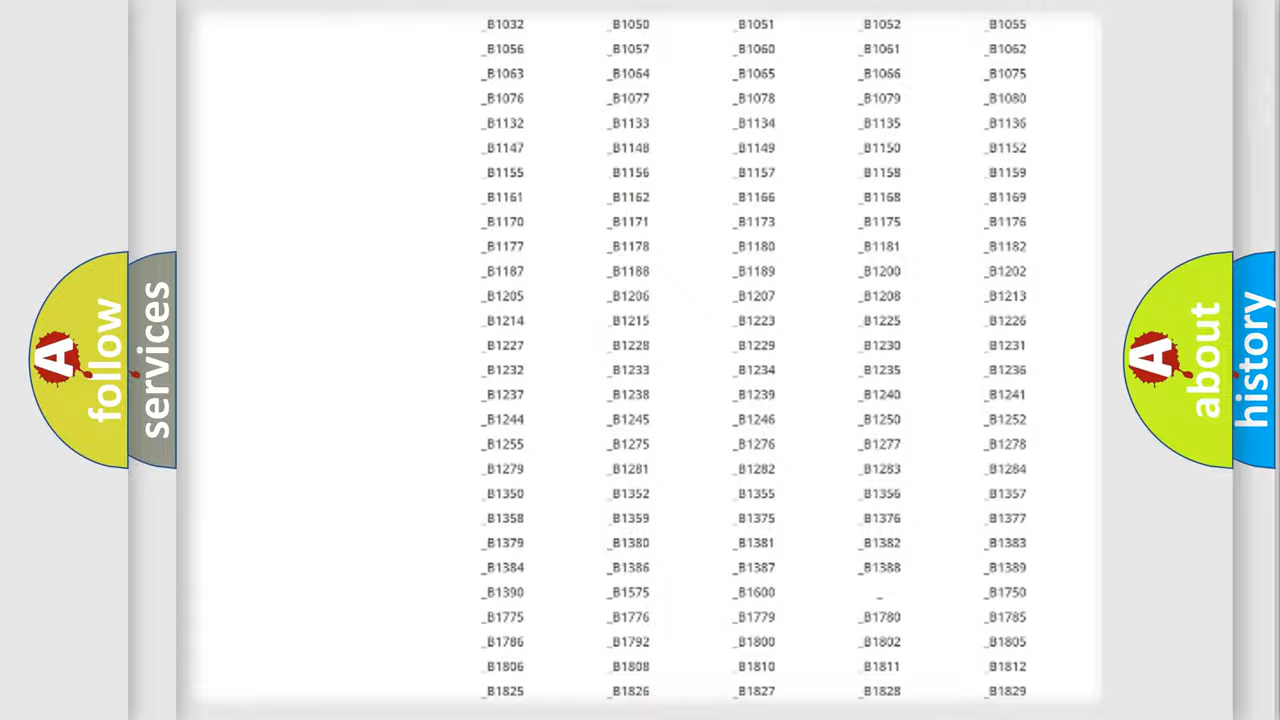 _B1032 _B1050 _B1051 _B1052 _B1055
_B1056 _B1057 _B1060 _B1061 _B1062
_B1063 _B1064 _B1065 _B1066 _B1075
_B1076 _B1077 _B1078 _B1079 _B1080
_B1132 _B1133 _B1134 _B1135 _B1136
_B1147 _B1148 _B1149 _B1150 _B1152
_B1155 _B1156 _B1157 _B1158 _B1159
_B1161 _B1162 _B1166 _B1168 _B1169
_B1170 _B1171 _B1173 _B1175 _B1176
_B1177 _B1178 _B1180 _B1181 _B1182
_B1187 _B1188 _B1189 _B1200 _B1202
_B1205 _B1206 _B1207 _B1208 _B1213
_B1214 _B1215 _B1223 _B1225 _B1226
_B1227 _B1228 _B1229 _B1230 _B1231
_B1232 _B1233 _B1234 _B1235 _B1236
_B1237 _B1238 _B1239 _B1240 _B1241
_B1244 _B1245 _B1246 _B1250 _B1252
_B1255 _B1275 _B1276 _B1277 _B1278
_B1279 _B1281 _B1282 _B1283 _B1284
_B1350 _B1352 _B1355 _B1356 _B1357
_B1358 _B1359 _B1375 _B1376 _B1377
_B1379 _B1380 _B1381 _B1382 _B1383
_B1384 _B1386 _B1387 _B1388 _B1389
_B1390 _B1575 _B1600 _ _B1750
_B1775 _B1776 _B1779 _B1780 _B1785
_B1786 _B1792 _B1800 _B1802 _B1805
_B1806 _B1808 _B1810 _B1811 _B1812
_B1825 _B1826 _B1827 _B1828 _B1829
A follow
services
A about
history